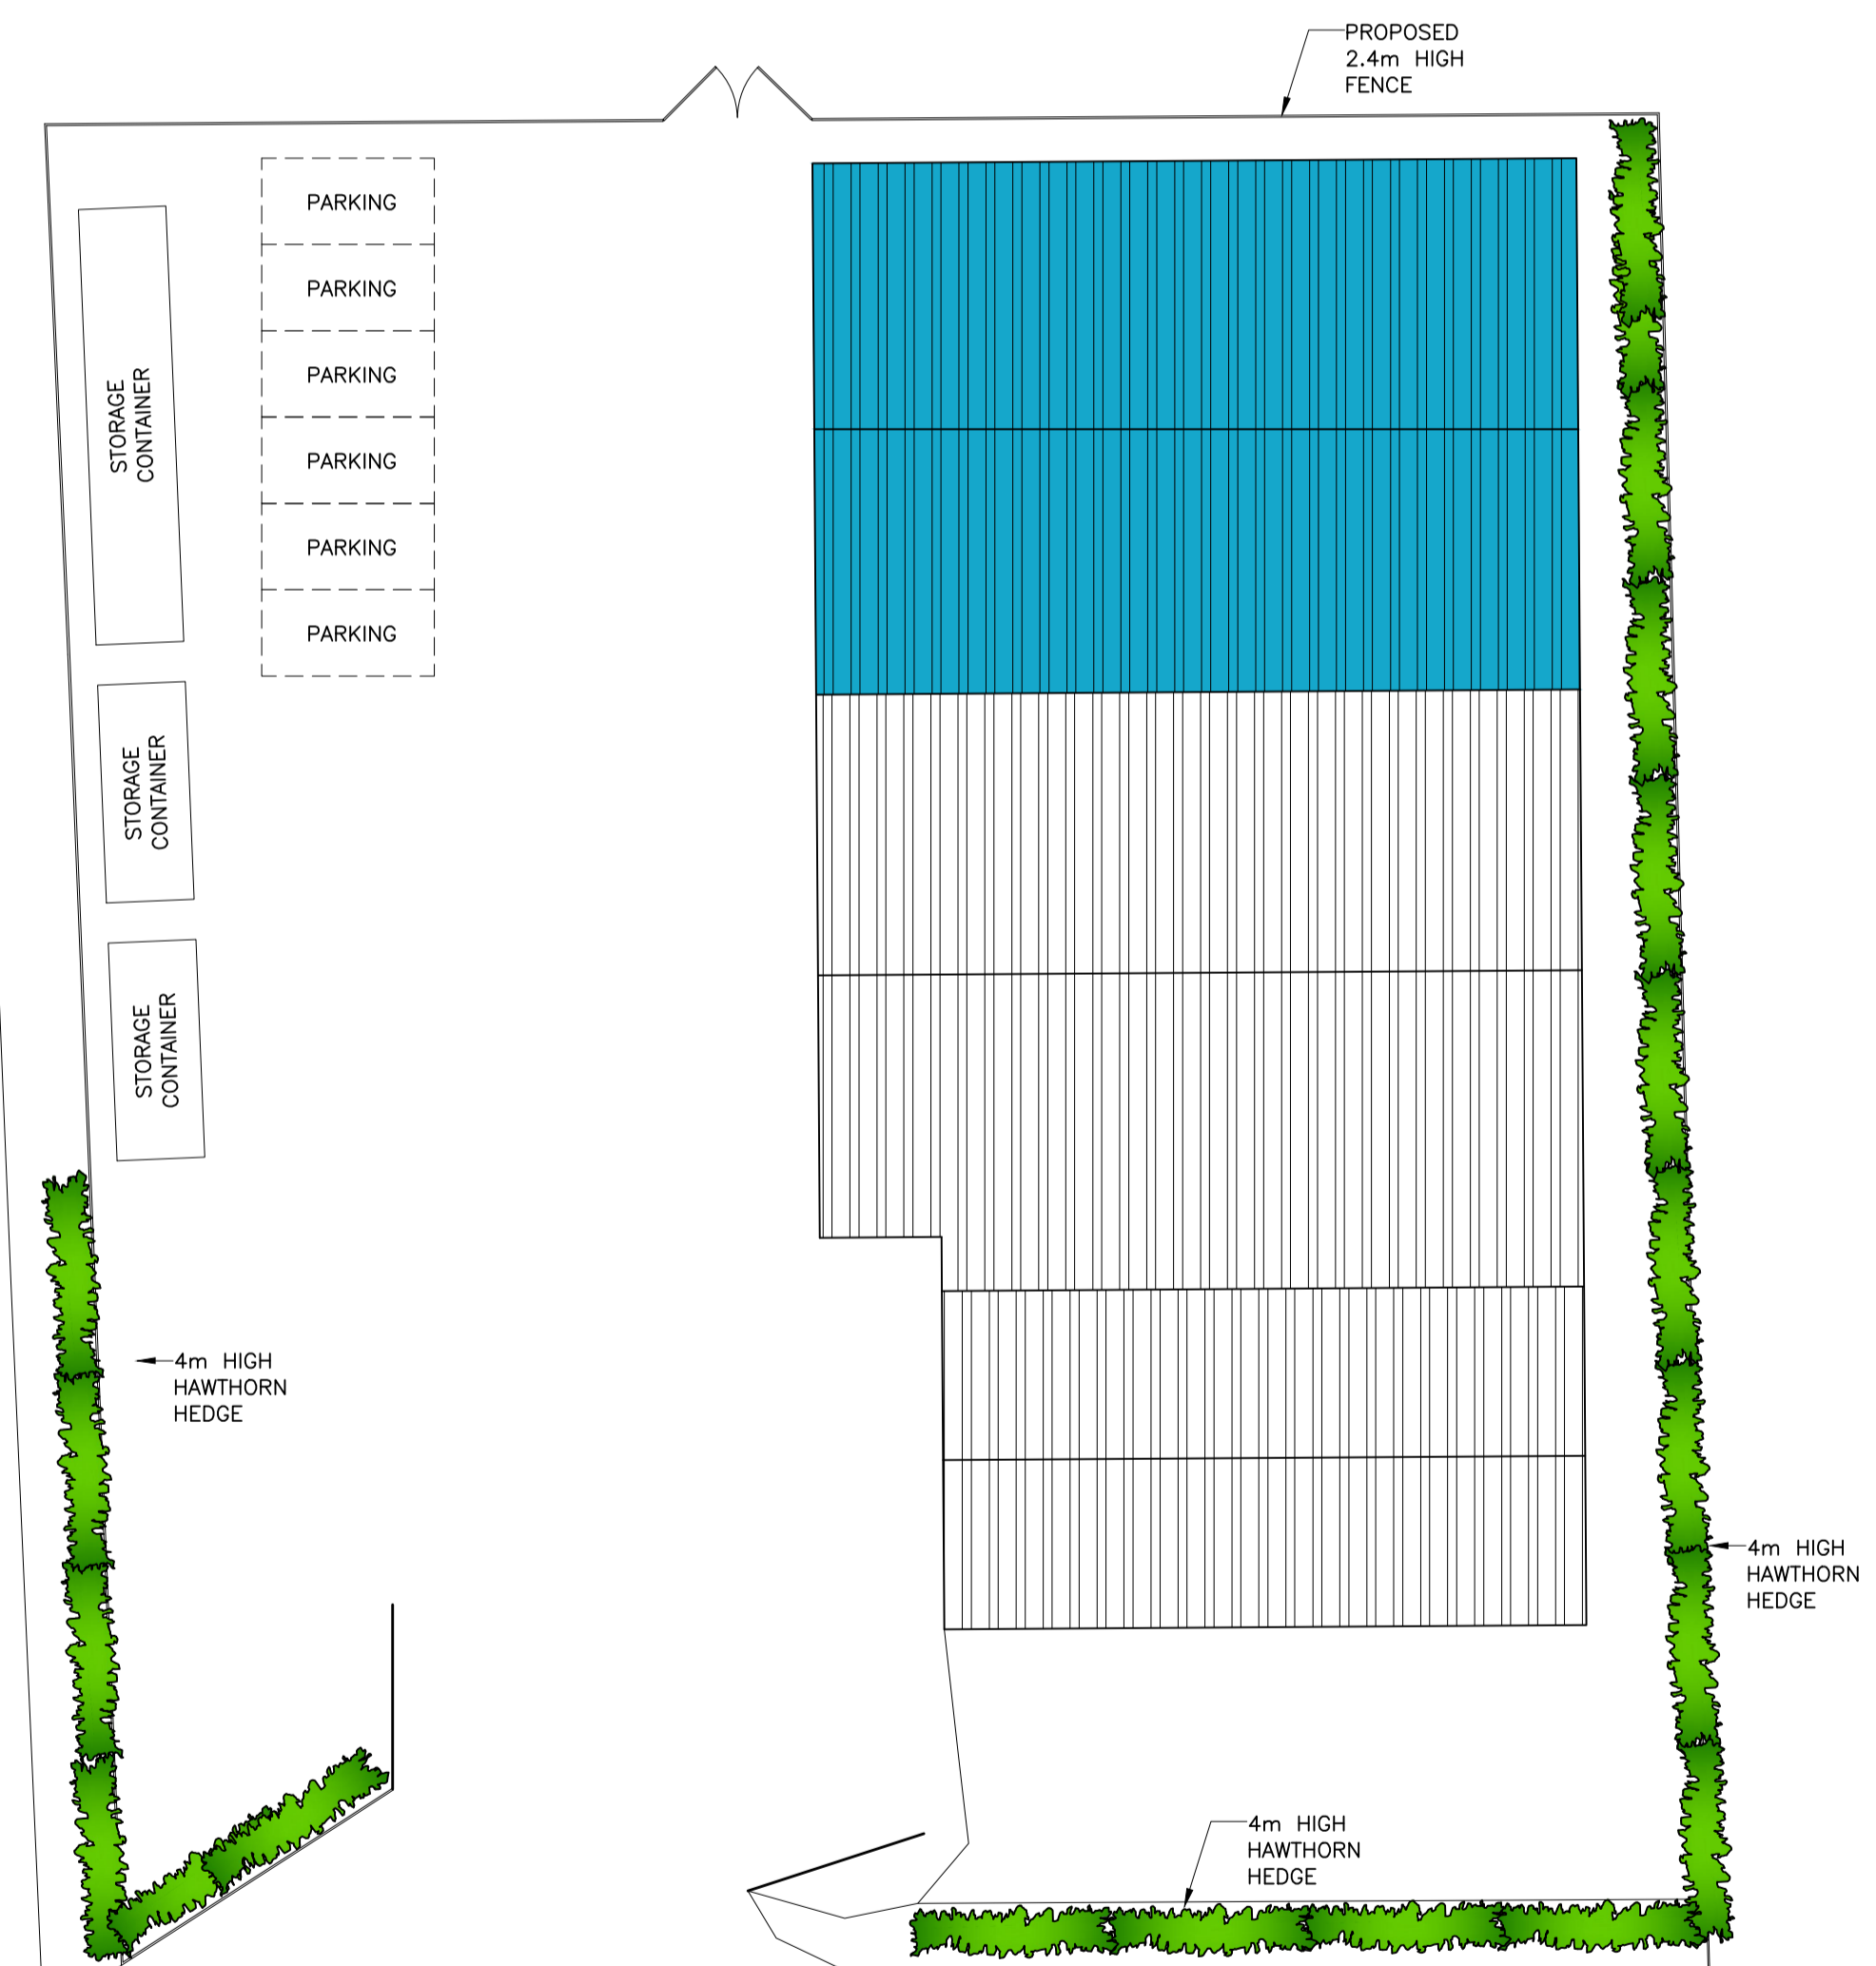 PROPOSED
2.4m HIGH
FENCE
PARKING
PARKING
PARKING
PARKING
PARKING
PARKING
STORAGE
CONTAINER
STORAGE
CONTAINER
STORAGE
CONTAINER
4m HIGH
HAWTHORN
HEDGE
4m HIGH
HAWTHORN
HEDGE
4m HIGH
HAWTHORN
HEDGE